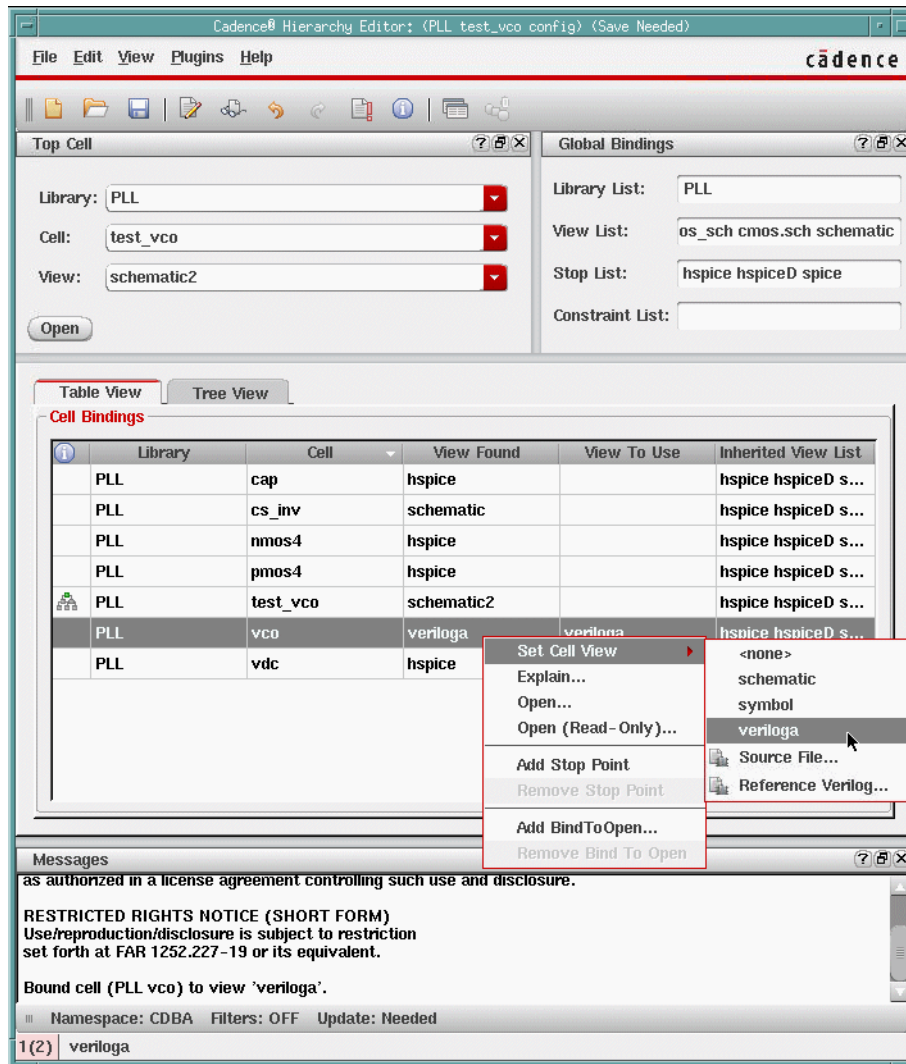 Cadence® Hierarchy Editor: (PLL test_vco config) (Save Needed)
File Edit View Plugins Help
cādence
Top Cell
Global Bindings
Library: PLL
Cell: test_vco
View: schematic2
Open
Library List: PLL
View List: os_sch cmos.sch schematic
Stop List: hspice hspiceD spice
Constraint List:
Table View Tree View
Cell Bindings
Library Cell View Found View To Use Inherited View List
PLL cap hspice hspice hspiceD s...
PLL cs_inv schematic hspice hspiceD s...
PLL nmos4 hspice hspice hspiceD s...
PLL pmos4 hspice hspice hspiceD s...
PLL test_vco schematic2 hspice hspiceD s...
PLL vco veriloga veriloga hspice hspiceD s...
PLL vdc hspice
Set Cell View
Explain...
Open...
Open (Read-Only)...
Add Stop Point
Remove Stop Point
Add BindToOpen...
Remove Bind To Open
<none>
schematic
symbol
veriloga
Source File...
Reference Verilog...
Messages
as authorized in a license agreement controlling such use and disclosure.
RESTRICTED RIGHTS NOTICE (SHORT FORM)
Use/reproduction/disclosure is subject to restriction
set forth at FAR 1252.227-19 or its equivalent.
Bound cell (PLL vco) to view 'veriloga'.
Namespace: CDBA Filters: OFF Update: Needed
1(2) veriloga